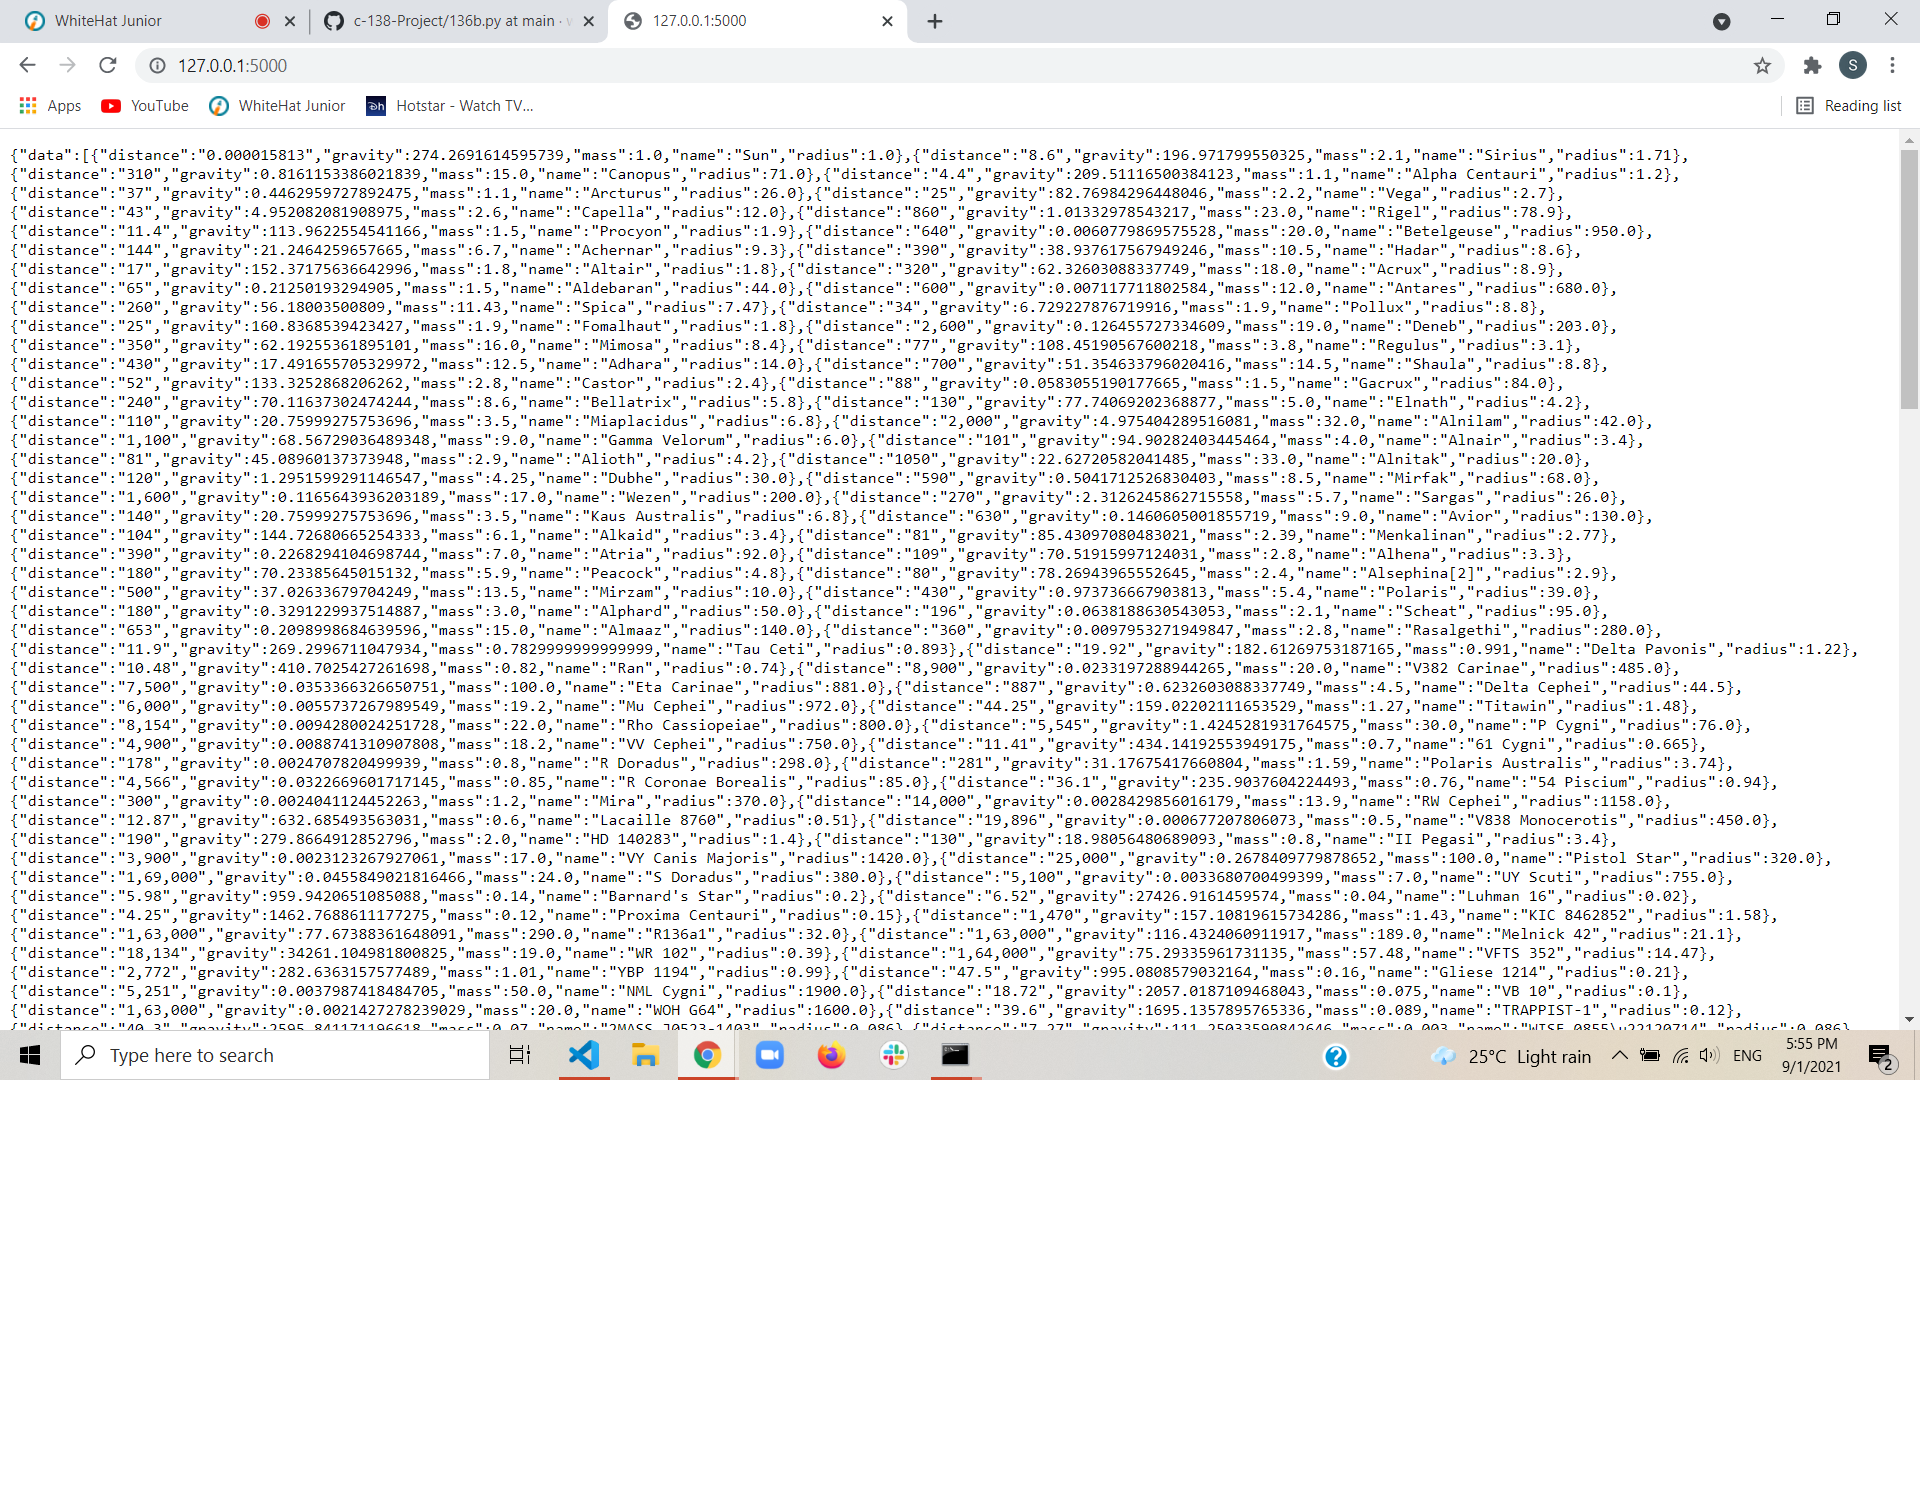 WhiteHat Junior
c-138-Project/136b.py at main ·
127.0.0.1:5000
127.0.0.1:5000
Apps
YouTube
WhiteHat Junior
Hotstar - Watch TV...
Reading list
{"data":[{"distance":"0.000015813","gravity":274.2691614595739,"mass":1.0,"name":"Sun","radius":1.0},{"distance":"8.6","gravity":196.971799550325,"mass":2.1,"name":"Sirius","radius":1.71},
{"distance":"310","gravity":0.8161153386021839,"mass":15.0,"name":"Canopus","radius":71.0},{"distance":"4.4","gravity":209.51116500384123,"mass":1.1,"name":"Alpha Centauri","radius":1.2},
{"distance":"37","gravity":0.44629597278924​75,"mass":1.1,"name":"Arcturus","radius":26.0},{"distance":"25","gravity":82.76984296448046,"mass":2.2,"name":"Vega","radius":2.7},
{"distance":"43","gravity":4.952082081908975,"mass":2.6,"name":"Capella","radius":12.0},{"distance":"860","gravity":1.01332978543217,"mass":23.0,"name":"Rigel","radius":78.9},
{"distance":"11.4","gravity":113.9622554541166,"mass":1.5,"name":"Procyon","radius":1.9},{"distance":"640","gravity":0.0060779869575528,"mass":20.0,"name":"Betelgeuse","radius":950.0},
{"distance":"144","gravity":21.2464259657665,"mass":6.7,"name":"Achernar","radius":9.3},{"distance":"390","gravity":38.937617567949246,"mass":10.5,"name":"Hadar","radius":8.6},
{"distance":"17","gravity":152.37175636642996,"mass":1.8,"name":"Altair","radius":1.8},{"distance":"320","gravity":62.32603088337749,"mass":18.0,"name":"Acrux","radius":8.9},
{"distance":"65","gravity":0.21250193294905,"mass":1.5,"name":"Aldebaran","radius":44.0},{"distance":"600","gravity":0.007117711802584,"mass":12.0,"name":"Antares","radius":680.0},
{"distance":"260","gravity":56.18003500809,"mass":11.43,"name":"Spica","radius":7.47},{"distance":"34","gravity":6.729227876719916,"mass":1.9,"name":"Pollux","radius":8.8},
{"distance":"25","gravity":160.8368539423427,"mass":1.9,"name":"Fomalhaut","radius":1.8},{"distance":"2,600","gravity":0.126455727334609,"mass":19.0,"name":"Deneb","radius":203.0},
{"distance":"350","gravity":62.19255361895101,"mass":16.0,"name":"Mimosa","radius":8.4},{"distance":"77","gravity":108.45190567600218,"mass":3.8,"name":"Regulus","radius":3.1},
{"distance":"430","gravity":17.491655705329972,"mass":12.5,"name":"Adhara","radius":14.0},{"distance":"700","gravity":51.354633796020416,"mass":14.5,"name":"Shaula","radius":8.8},
{"distance":"52","gravity":133.3252868206262,"mass":2.8,"name":"Castor","radius":2.4},{"distance":"88","gravity":0.0583055190177665,"mass":1.5,"name":"Gacrux","radius":84.0},
{"distance":"240","gravity":70.11637302474244,"mass":8.6,"name":"Bellatrix","radius":5.8},{"distance":"130","gravity":77.74069202368877,"mass":5.0,"name":"Elnath","radius":4.2},
{"distance":"110","gravity":20.75999275753696,"mass":3.5,"name":"Miaplacidus","radius":6.8},{"distance":"2,000","gravity":4.975404289516081,"mass":32.0,"name":"Alnilam","radius":42.0},
{"distance":"1,100","gravity":68.56729036489348,"mass":9.0,"name":"Gamma Velorum","radius":6.0},{"distance":"101","gravity":94.90282403445464,"mass":4.0,"name":"Alnair","radius":3.4},
{"distance":"81","gravity":45.08960137373948,"mass":2.9,"name":"Alioth","radius":4.2},{"distance":"1050","gravity":22.62720582041485,"mass":33.0,"name":"Alnitak","radius":20.0},
{"distance":"120","gravity":1.2951599291146547,"mass":4.25,"name":"Dubhe","radius":30.0},{"distance":"590","gravity":0.5041712526830403,"mass":8.5,"name":"Mirfak","radius":68.0},
{"distance":"1,600","gravity":0.1165643936203189,"mass":17.0,"name":"Wezen","radius":200.0},{"distance":"270","gravity":2.3126245862715558,"mass":5.7,"name":"Sargas","radius":26.0},
{"distance":"140","gravity":20.75999275753696,"mass":3.5,"name":"Kaus Australis","radius":6.8},{"distance":"630","gravity":0.1460605001855719,"mass":9.0,"name":"Avior","radius":130.0},
{"distance":"104","gravity":144.72680665254333,"mass":6.1,"name":"Alkaid","radius":3.4},{"distance":"81","gravity":85.43097080483021,"mass":2.39,"name":"Menkalinan","radius":2.77},
{"distance":"390","gravity":0.2268294104698744,"mass":7.0,"name":"Atria","radius":92.0},{"distance":"109","gravity":70.51915997124031,"mass":2.8,"name":"Alhena","radius":3.3},
{"distance":"180","gravity":70.23385645015132,"mass":5.9,"name":"Peacock","radius":4.8},{"distance":"80","gravity":78.26943965552645,"mass":2.4,"name":"Alsephina[2]","radius":2.9},
{"distance":"500","gravity":37.02633679704249,"mass":13.5,"name":"Mirzam","radius":10.0},{"distance":"430","gravity":0.973736667903813,"mass":5.4,"name":"Polaris","radius":39.0},
{"distance":"180","gravity":0.3291229937514887,"mass":3.0,"name":"Alphard","radius":50.0},{"distance":"196","gravity":0.0638188630543053,"mass":2.1,"name":"Scheat","radius":95.0},
{"distance":"653","gravity":0.2098998684639596,"mass":15.0,"name":"Almaaz","radius":140.0},{"distance":"360","gravity":0.0097953271949847,"mass":2.8,"name":"Rasalgethi","radius":280.0},
{"distance":"11.9","gravity":269.2996711047934,"mass":0.7829999999999999,"name":"Tau Ceti","radius":0.893},{"distance":"19.92","gravity":182.61269753187165,"mass":0.991,"name":"Delta Pavonis","radius":1.22},
{"distance":"10.48","gravity":410.7025427261698,"mass":0.82,"name":"Ran","radius":0.74},{"distance":"8,900","gravity":0.0233197288944265,"mass":20.0,"name":"V382 Carinae","radius":485.0},
{"distance":"7,500","gravity":0.0353366326650751,"mass":100.0,"name":"Eta Carinae","radius":881.0},{"distance":"887","gravity":0.6232603088337749,"mass":4.5,"name":"Delta Cephei","radius":44.5},
{"distance":"6,000","gravity":0.0055737267989549,"mass":19.2,"name":"Mu Cephei","radius":972.0},{"distance":"44.25","gravity":159.02202111653529,"mass":1.27,"name":"Titawin","radius":1.48},
{"distance":"8,154","gravity":0.0094280024251728,"mass":22.0,"name":"Rho Cassiopeiae","radius":800.0},{"distance":"5,545","gravity":1.4245281931764575,"mass":30.0,"name":"P Cygni","radius":76.0},
{"distance":"4,900","gravity":0.0088741310907808,"mass":18.2,"name":"VV Cephei","radius":750.0},{"distance":"11.41","gravity":434.14192553949175,"mass":0.7,"name":"61 Cygni","radius":0.665},
{"distance":"178","gravity":0.0024707820499939,"mass":0.8,"name":"R Doradus","radius":298.0},{"distance":"281","gravity":31.17675417660804,"mass":1.59,"name":"Polaris Australis","radius":3.74},
{"distance":"4,566","gravity":0.0322669601717145,"mass":0.85,"name":"R Coronae Borealis","radius":85.0},{"distance":"36.1","gravity":235.9037604224493,"mass":0.76,"name":"54 Piscium","radius":0.94},
{"distance":"300","gravity":0.0024041124452263,"mass":1.2,"name":"Mira","radius":370.0},{"distance":"14,000","gravity":0.0028429856016179,"mass":13.9,"name":"RW Cephei","radius":1158.0},
{"distance":"12.87","gravity":632.685493563031,"mass":0.6,"name":"Lacaille 8760","radius":0.51},{"distance":"19,896","gravity":0.000677207806073,"mass":0.5,"name":"V838 Monocerotis","radius":450.0},
{"distance":"190","gravity":279.8664912852796,"mass":2.0,"name":"HD 140283","radius":1.4},{"distance":"130","gravity":18.98056480689093,"mass":0.8,"name":"II Pegasi","radius":3.4},
{"distance":"3,900","gravity":0.0023123267927061,"mass":17.0,"name":"VY Canis Majoris","radius":1420.0},{"distance":"25,000","gravity":0.2678409779878652,"mass":100.0,"name":"Pistol Star","radius":320.0},
{"distance":"1,69,000","gravity":0.0455849021816466,"mass":24.0,"name":"S Doradus","radius":380.0},{"distance":"5,100","gravity":0.0033680700499399,"mass":7.0,"name":"UY Scuti","radius":755.0},
{"distance":"5.98","gravity":959.9420651085088,"mass":0.14,"name":"Barnard's Star","radius":0.2},{"distance":"6.52","gravity":27426.9161459574,"mass":0.04,"name":"Luhman 16","radius":0.02},
{"distance":"4.25","gravity":1462.7688611177275,"mass":0.12,"name":"Proxima Centauri","radius":0.15},{"distance":"1,470","gravity":157.10819615734286,"mass":1.43,"name":"KIC 8462852","radius":1.58},
{"distance":"1,63,000","gravity":77.67388361648091,"mass":290.0,"name":"R136a1","radius":32.0},{"distance":"1,63,000","gravity":116.4324060911917,"mass":189.0,"name":"Melnick 42","radius":21.1},
{"distance":"18,134","gravity":34261.104981800825,"mass":19.0,"name":"WR 102","radius":0.39},{"distance":"1,64,000","gravity":75.29335961731135,"mass":57.48,"name":"VFTS 352","radius":14.47},
{"distance":"2,772","gravity":282.6363157577489,"mass":1.01,"name":"YBP 1194","radius":0.99},{"distance":"47.5","gravity":995.0808579032164,"mass":0.16,"name":"Gliese 1214","radius":0.21},
{"distance":"5,251","gravity":0.0037987418484705,"mass":50.0,"name":"NML Cygni","radius":1900.0},{"distance":"18.72","gravity":2057.0187109468043,"mass":0.075,"name":"VB 10","radius":0.1},
{"distance":"1,63,000","gravity":0.0021427278239029,"mass":20.0,"name":"WOH G64","radius":1600.0},{"distance":"39.6","gravity":1695.1357895765336,"mass":0.089,"name":"TRAPPIST-1","radius":0.12},
{"distance":"40.3","gravity":2595.841171196618,"mass":0.07,"name":"2MASS J0523-1403","radius":0.086},{"distance":"7.27","gravity":111.25033590842646,"mass":0.003,"name":"WISE 0855\u22120714","radius":0.086},
Type here to search
25°C Light rain
ENG
5:55 PM
9/1/2021
2
S